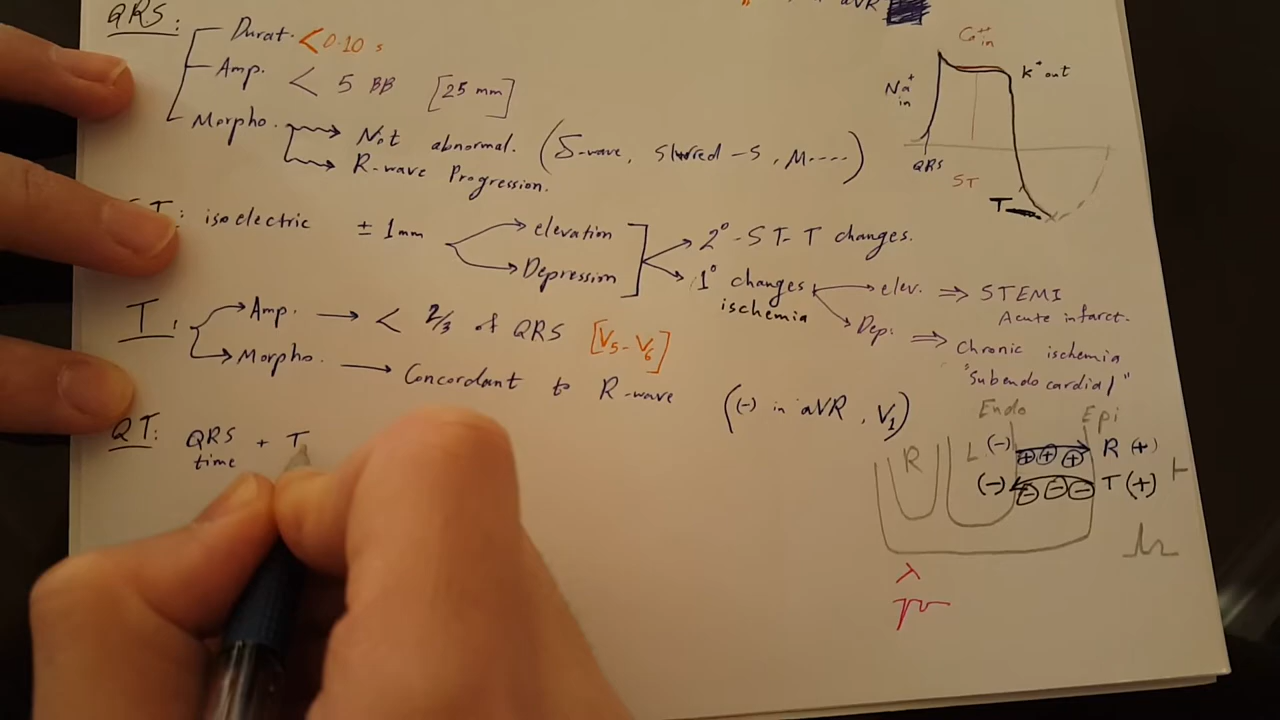 aVR
QRS:
Durat. < 0.10 s
Amp. < 5 BB [25 mm]
Morpho. Not abnormal. (δ-wave, slurred-S, M....)
R-wave Progression.
Ca++ in
Na+ in
K+ out
QRS
ST
T
T: isoelectric ± 1mm
elevation
Depression
2°-ST-T changes.
1° changes ischemia
elev. ⇒ STEMI
Acute infarct.
Dep. ⇒ Chronic ischemia
"Subendocardial"
T:
Amp. → < 2/3 of QRS [V5-V6]
Morpho. → Concordant to R-wave ((-) in aVR, V1)
QT: QRS + T
time
Endo Epi
R L (-) + + + R (+)
(-) - - - T (+)